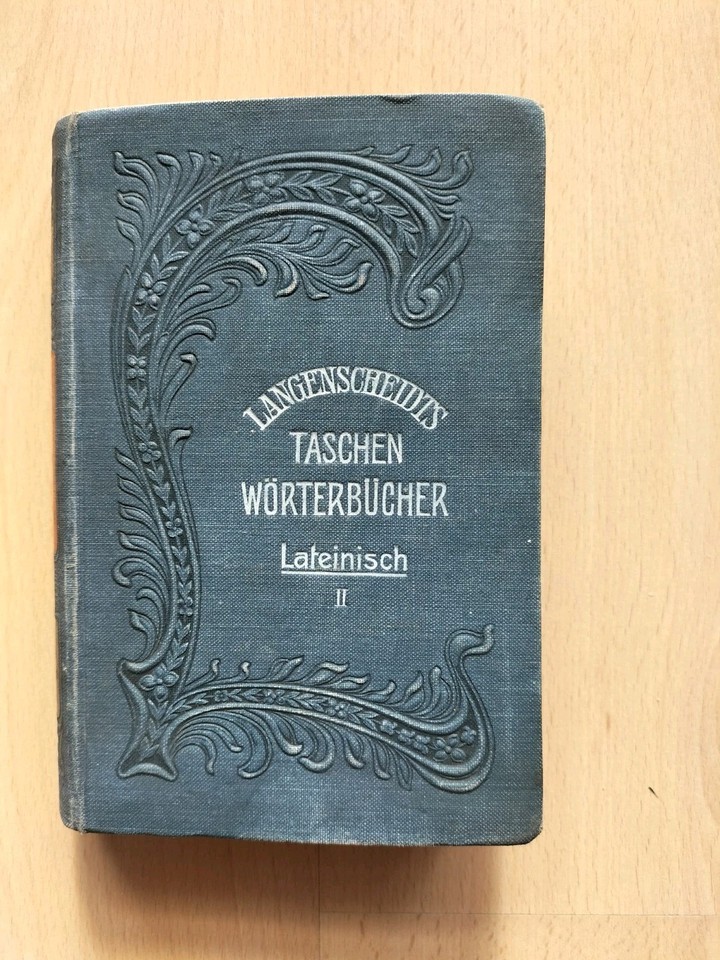 LANGENSCHEIDTS
TASCHEN
WÖRTERBÜCHER
Lateinisch
II